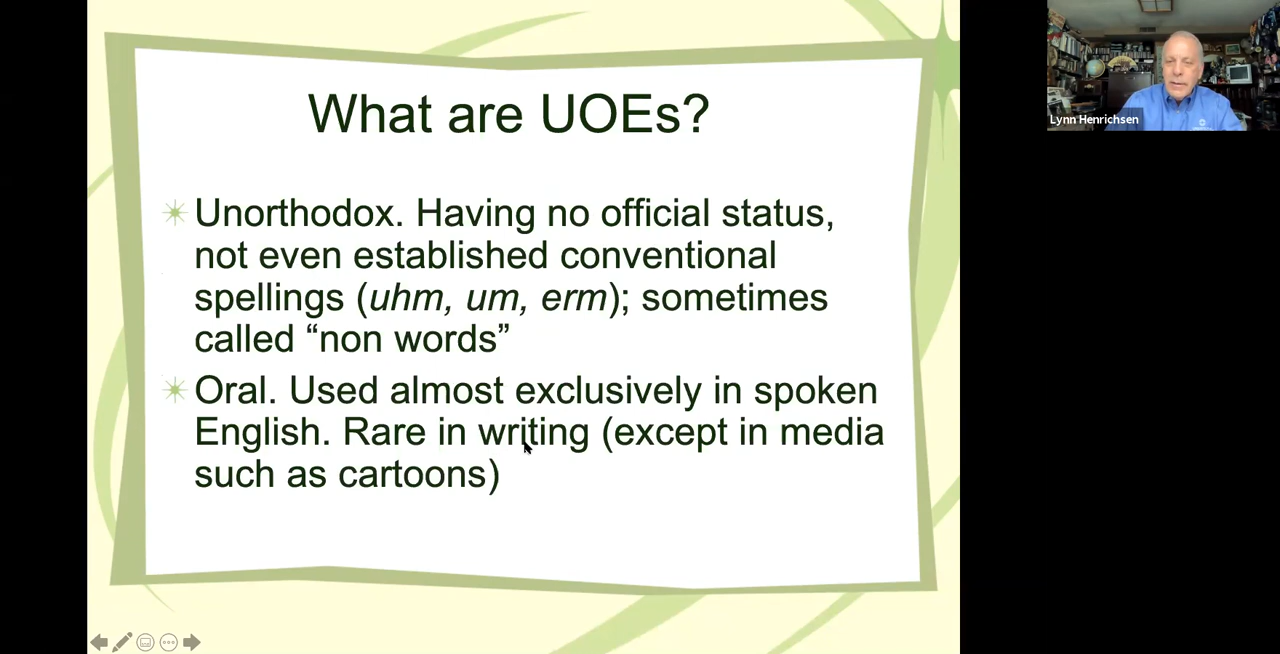 What are UOEs?
Unorthodox. Having no official status,
not even established conventional
spellings (uhm, um, erm); sometimes
called “non words”
Oral. Used almost exclusively in spoken
English. Rare in writing (except in media
such as cartoons)
Lynn Henrichsen